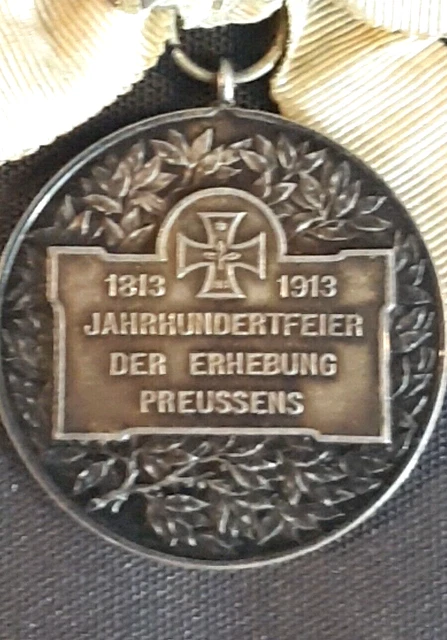 1813 1913
JAHRHUNDERTFEIER
DER ERHEBUNG
PREUSSENS